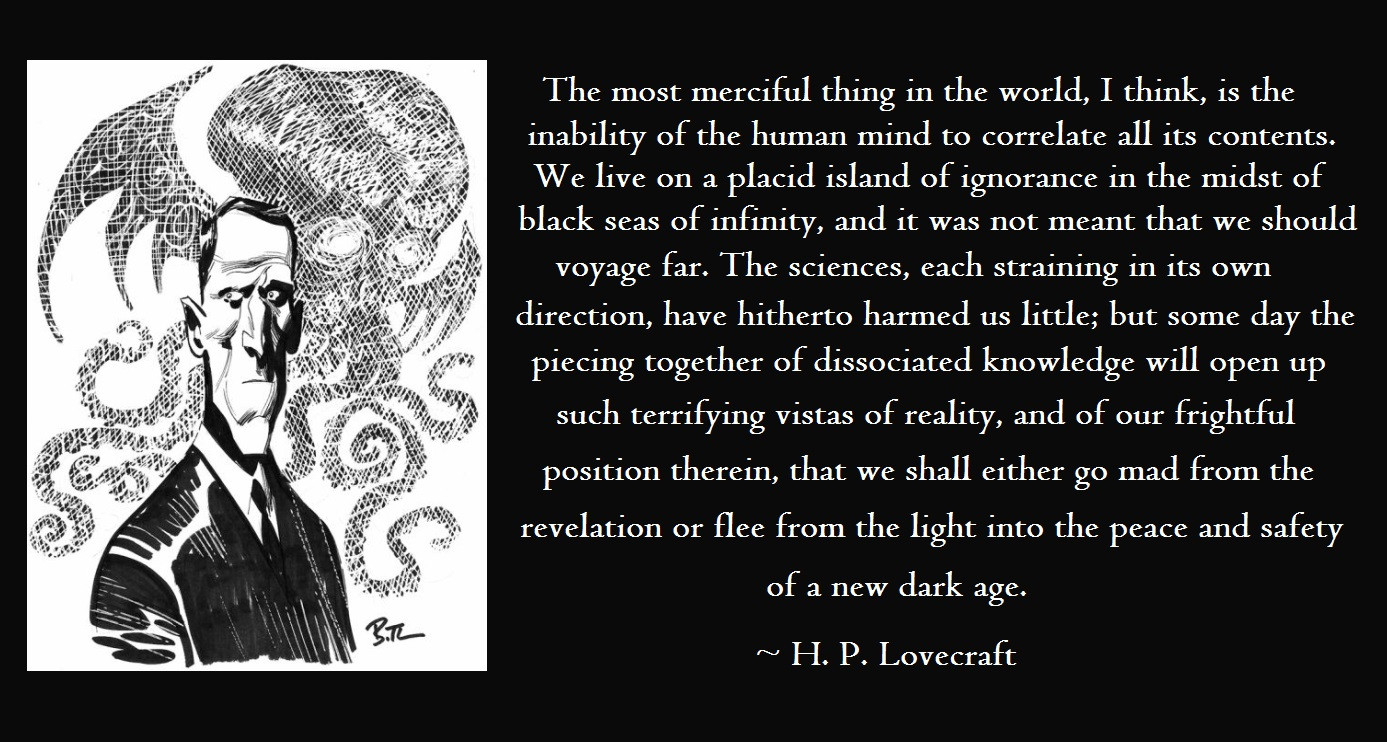 The most merciful thing in the world, I think, is the
inability of the human mind to correlate all its contents.
We live on a placid island of ignorance in the midst of
black seas of infinity, and it was not meant that we should
voyage far. The sciences, each straining in its own
direction, have hitherto harmed us little; but some day the
piecing together of dissociated knowledge will open up
such terrifying vistas of reality, and of our frightful
position therein, that we shall either go mad from the
revelation or flee from the light into the peace and safety
of a new dark age.
~ H. P. Lovecraft